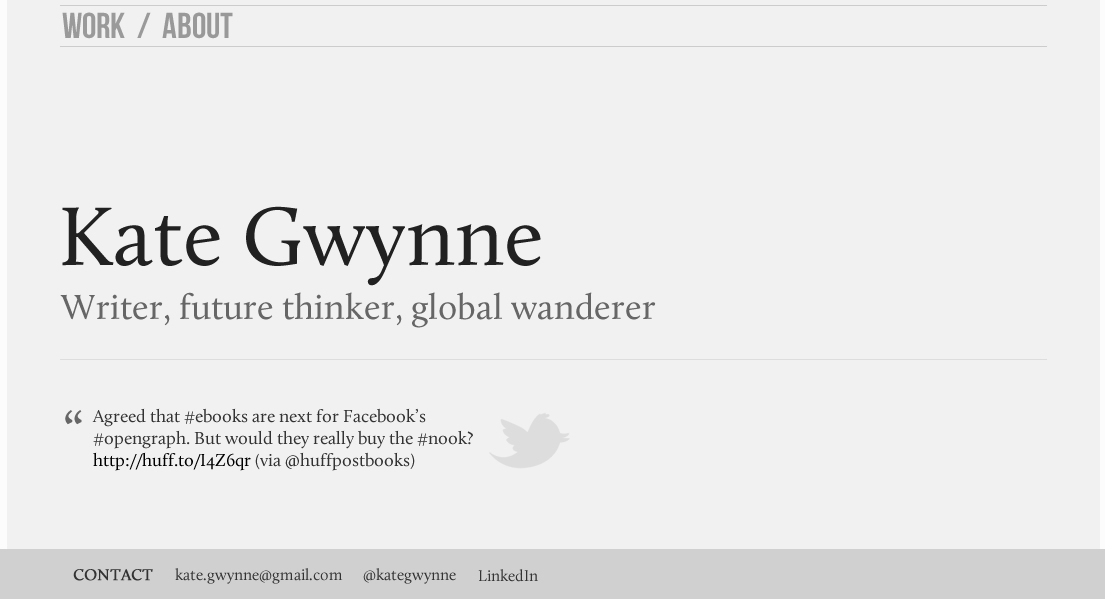 WORK / ABOUT
Kate Gwynne
Writer, future thinker, global wanderer
“ Agreed that #ebooks are next for Facebook’s
#opengraph. But would they really buy the #nook?
http://huff.to/I4Z6qr (via @huffpostbooks)
CONTACT kate.gwynne@gmail.com @kategwynne LinkedIn